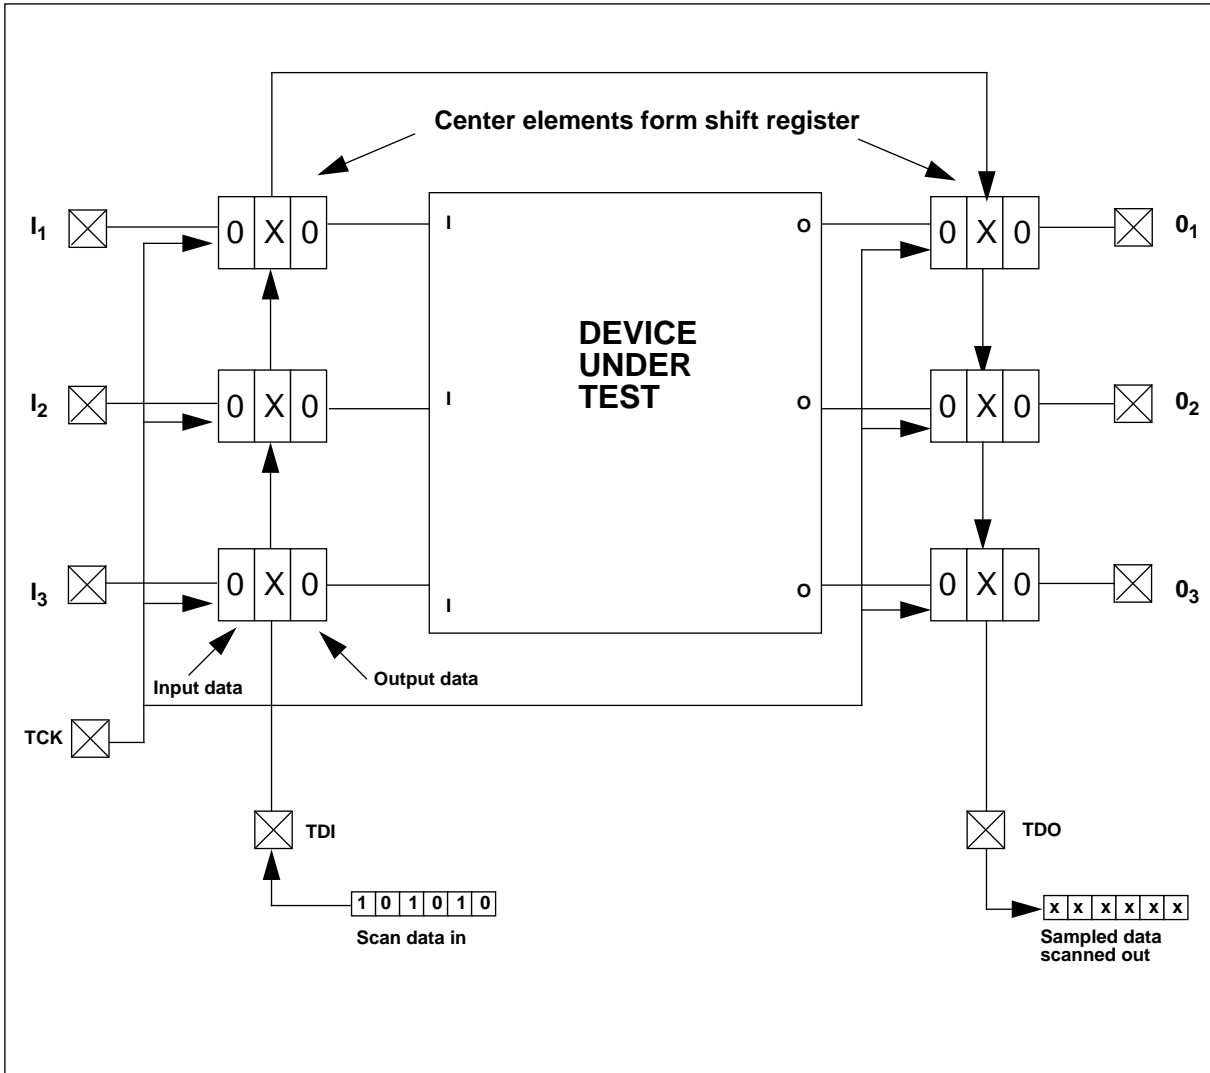 Center elements form shift register
I1 0 X 0 I O 0 X 0 01
DEVICE
UNDER
TEST
I2 0 X 0 I O 0 X 0 02
I3 0 X 0 I O 0 X 0 03
Input data
Output data
TCK
TDI
TDO
1 0 1 0 1 0
Scan data in
x x x x x x
Sampled data
scanned out